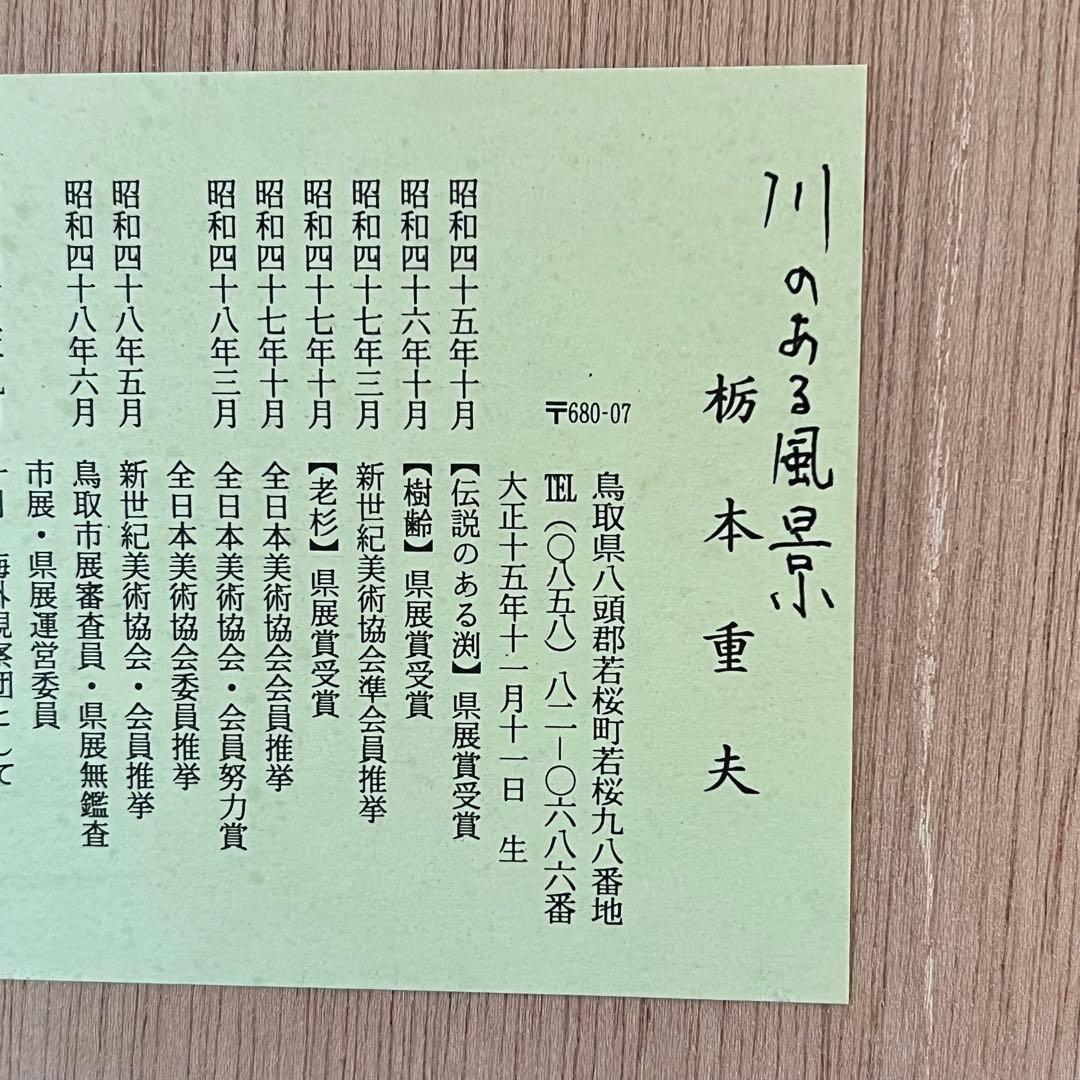 川のある風景
栃本重夫
鳥取県八頭郡若桜町若桜九八番地
〒680-07
℡(〇八五八)八二ー〇六八六番
大正十五年十一月十一日 生
昭和四十五年十月 【伝説のある渕】県展賞受賞
昭和四十六年十月 【樹齢】県展賞受賞
昭和四十七年三月 新世紀美術協会準会員推挙
昭和四十七年十月 【老杉】県展賞受賞
昭和四十七年十月 全日本美術協会会員推挙
昭和四十八年三月 全日本美術協会・会員努力賞
全日本美術協会委員推挙
昭和四十八年五月 新世紀美術協会・会員推挙
昭和四十八年六月 鳥取市展審査員・県展無鑑査
市展・県展運営委員
海外視察団として